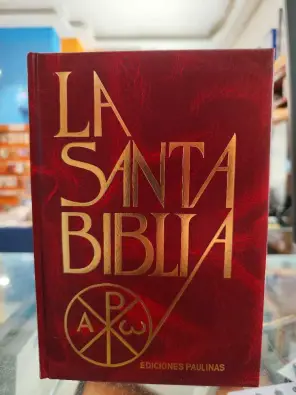 LA
SANTA
BIBLIA
A P ω
EDICIONES PAULINAS